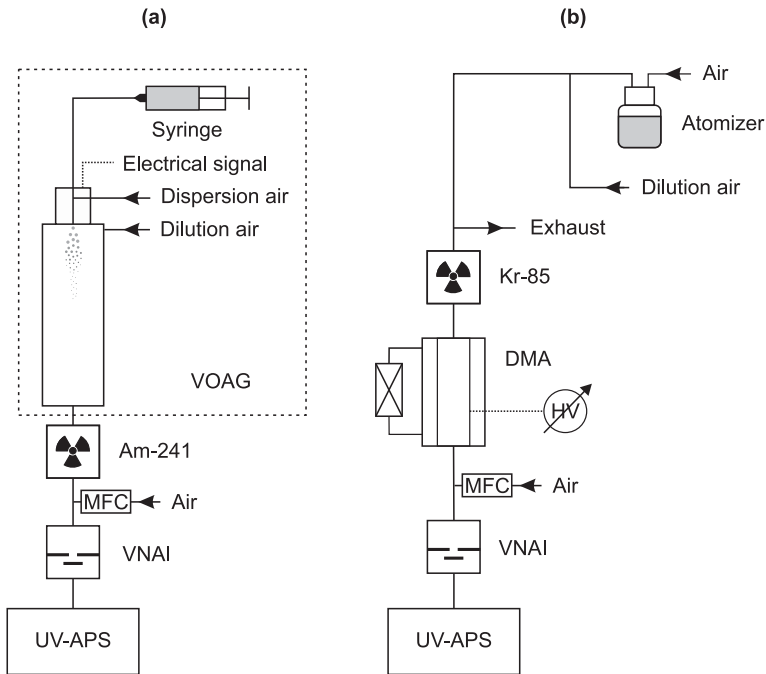 (a)
Syringe
Electrical signal
Dispersion air
Dilution air
VOAG
Am-241
MFC
Air
VNAI
UV-APS
(b)
Air
Atomizer
Dilution air
Exhaust
Kr-85
DMA
HV
MFC
Air
VNAI
UV-APS